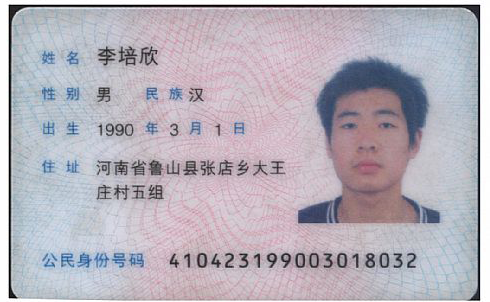 姓名 李培欣
性别 男 民族 汉
出生 1990 年 3 月 1 日
住址 河南省鲁山县张店乡大王
庄村五组
公民身份号码 410423199003018032